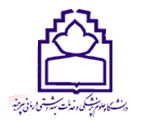 دانشگاه علوم پزشکی و خدمات بهداشتی درمانی بیرجند